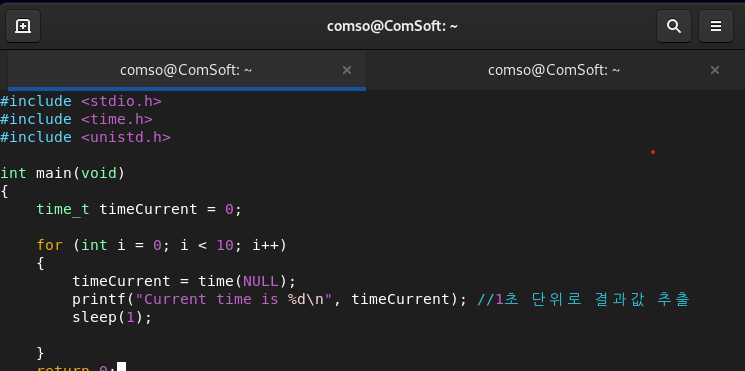 comso@ComSoft: ~
comso@ComSoft: ~ ×
comso@ComSoft: ~ ×
#include <stdio.h>
#include <time.h>
#include <unistd.h>
int main(void)
{
    time_t timeCurrent = 0;
    for (int i = 0; i < 10; i++)
    {
        timeCurrent = time(NULL);
        printf("Current time is %d\n", timeCurrent); //1초 단위로 결과값 추출
        sleep(1);
    }
    return 0;